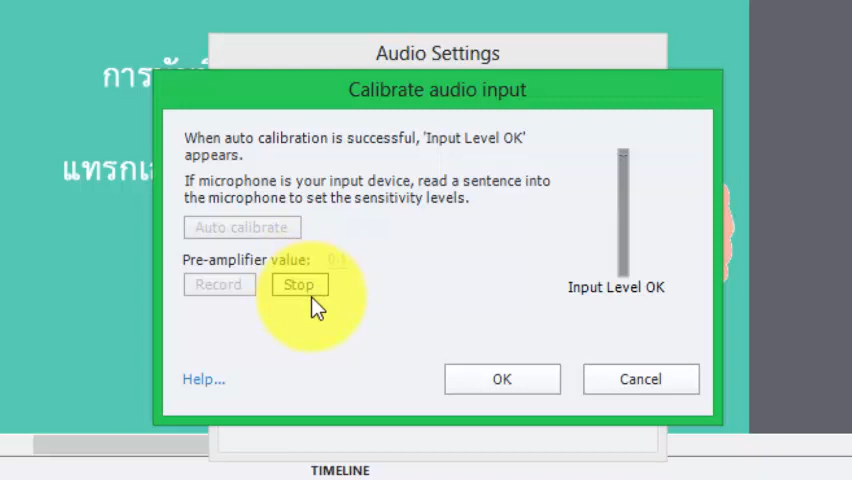 Audio Settings
Calibrate audio input
When auto calibration is successful, 'Input Level OK'
appears.
If microphone is your input device, read a sentence into
the microphone to set the sensitivity levels.
Auto calibrate
Pre-amplifier value:
Record
Stop
Input Level OK
Help...
OK
Cancel
TIMELINE